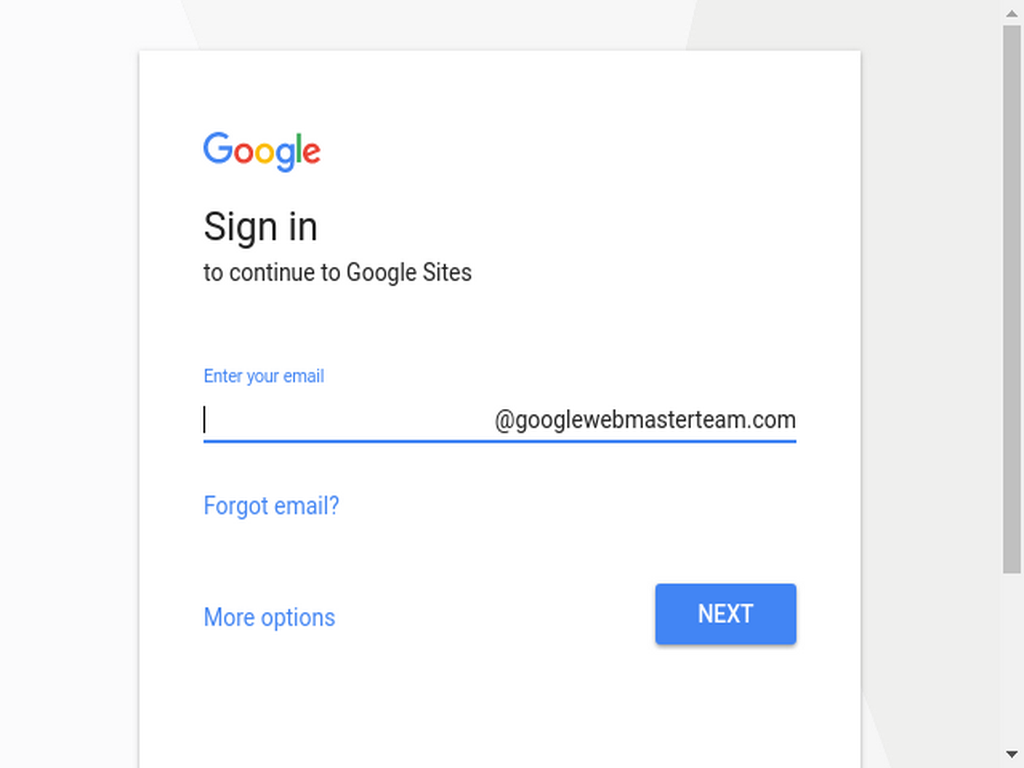 Google
Sign in
to continue to Google Sites
Enter your email
@googlewebmasterteam.com
Forgot email?
More options
NEXT